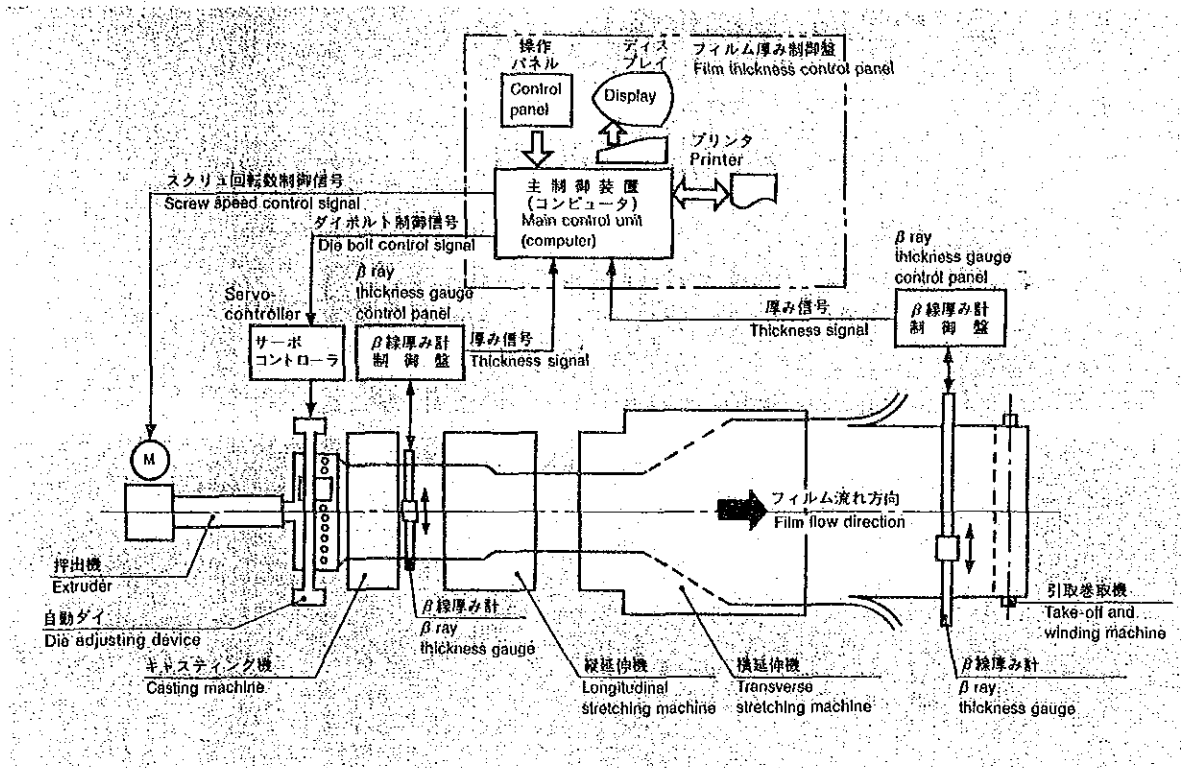 操作
パネル
Control
panel
ディス
プレイ
Display
フィルム厚み制御盤
Film thickness control panel
プリンタ
Printer
主制御装置
(コンピュータ)
Main control unit
(computer)
スクリュ回転数制御信号
Screw speed control signal
ダイボルト制御信号
Die bolt control signal
β ray
thickness gauge
control panel
β ray
thickness gauge
control panel
Servo-
controller
サーボ
コントローラ
β線厚み計
制御盤
厚み信号
Thickness signal
厚み信号
Thickness signal
β線厚み計
制御盤
M
フィルム流れ方向
Film flow direction
押出機
Extruder
自動ダイ
Die adjusting device
キャスティング機
Casting machine
β線厚み計
β ray
thickness gauge
縦延伸機
Longitudinal
stretching machine
横延伸機
Transverse
stretching machine
引取巻取機
Take-off and
winding machine
β線厚み計
β ray
thickness gauge